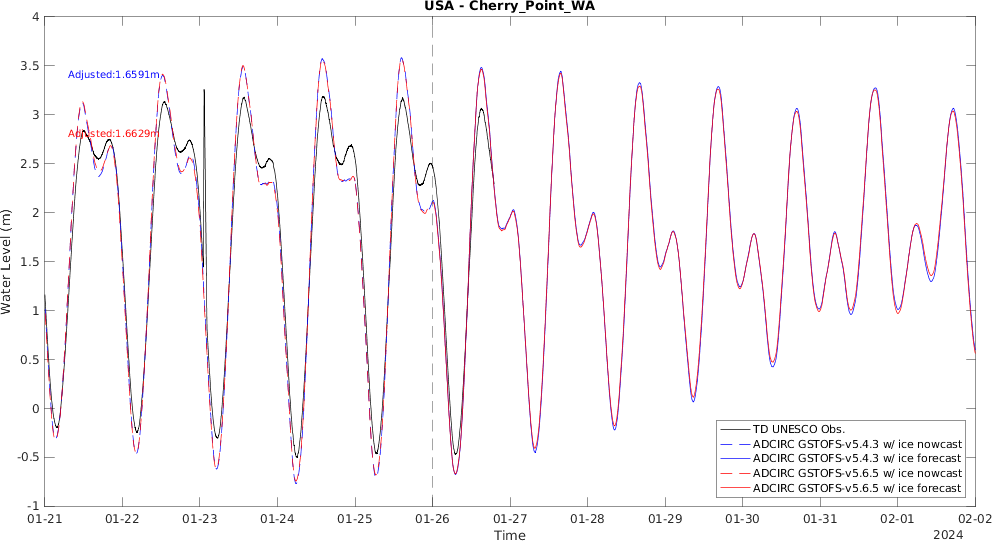 USA - Cherry_Point_WA
4
3.5
3
2.5
2
1.5
1
0.5
0
-0.5
-1
Water Level (m)
Adjusted:1.6591m
Adjusted:1.6629m
TD UNESCO Obs.
ADCIRC GSTOFS-v5.4.3 w/ ice nowcast
ADCIRC GSTOFS-v5.4.3 w/ ice forecast
ADCIRC GSTOFS-v5.6.5 w/ ice nowcast
ADCIRC GSTOFS-v5.6.5 w/ ice forecast
01-21 01-22 01-23 01-24 01-25 01-26 01-27 01-28 01-29 01-30 01-31 02-01 02-02
Time
2024